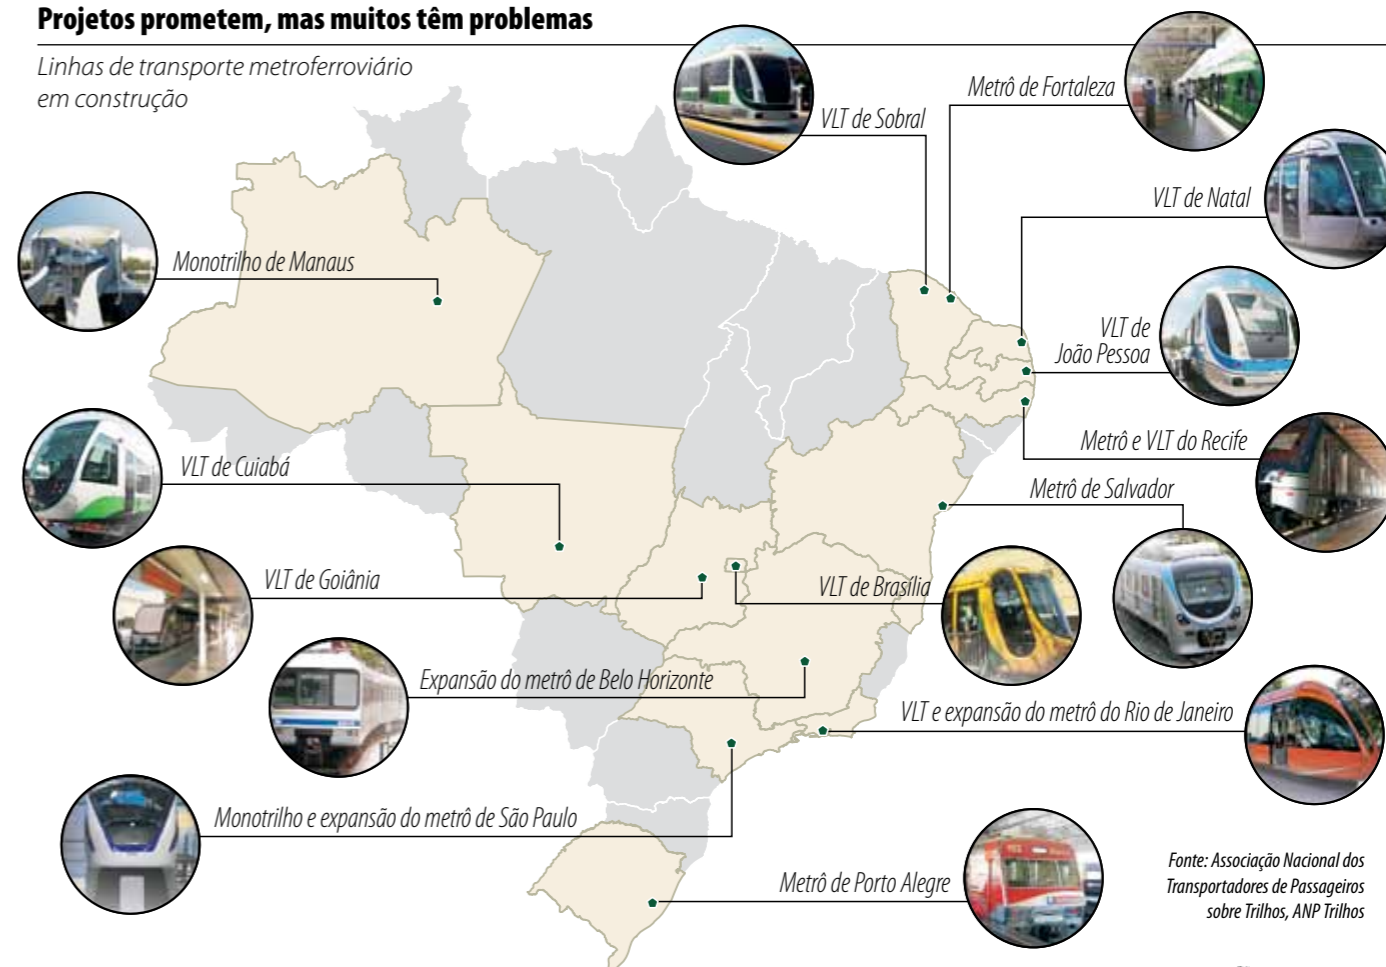 Projetos prometem, mas muitos têm problemas
Linhas de transporte metroferroviário
em construção
VLT de Sobral
Metrô de Fortaleza
VLT de Natal
Monotrilho de Manaus
VLT de
João Pessoa
Metrô e VLT do Recife
VLT de Cuiabá
Metrô de Salvador
VLT de Goiânia
VLT de Brasília
Expansão do metrô de Belo Horizonte
VLT e expansão do metrô do Rio de Janeiro
Monotrilho e expansão do metrô de São Paulo
Metrô de Porto Alegre
Fonte: Associação Nacional dos
Transportadores de Passageiros
sobre Trilhos, ANP Trilhos